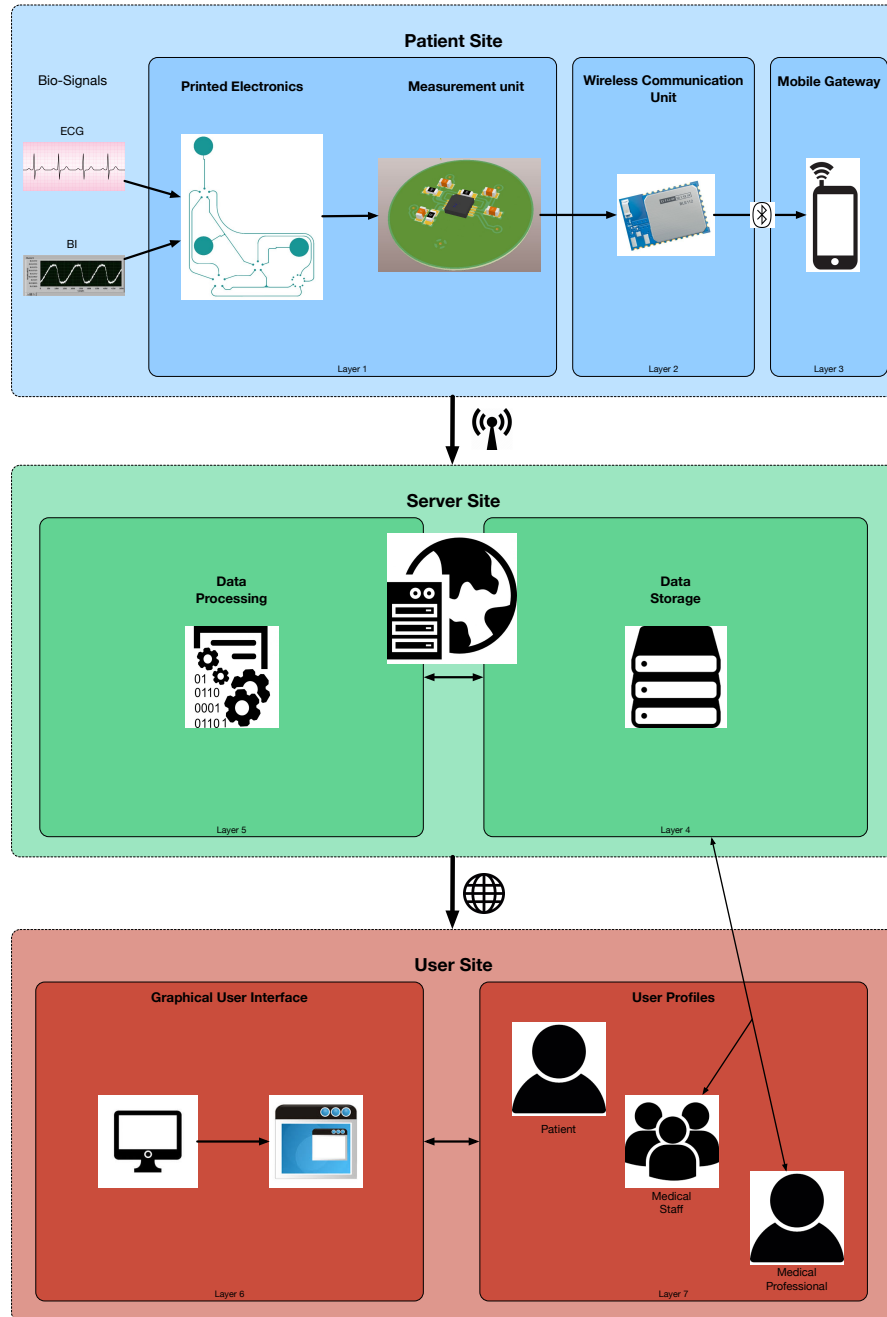 Patient Site
Bio-Signals
ECG
BI
Printed Electronics
Measurement unit
Layer 1
Wireless Communication
Unit
Layer 2
Mobile Gateway
Layer 3
Server Site
Data
Processing
01
0110
0001
0110 1
Layer 5
Data
Storage
Layer 4
User Site
Graphical User Interface
Layer 6
User Profiles
Patient
Medical
Staff
Medical
Professional
Layer 7